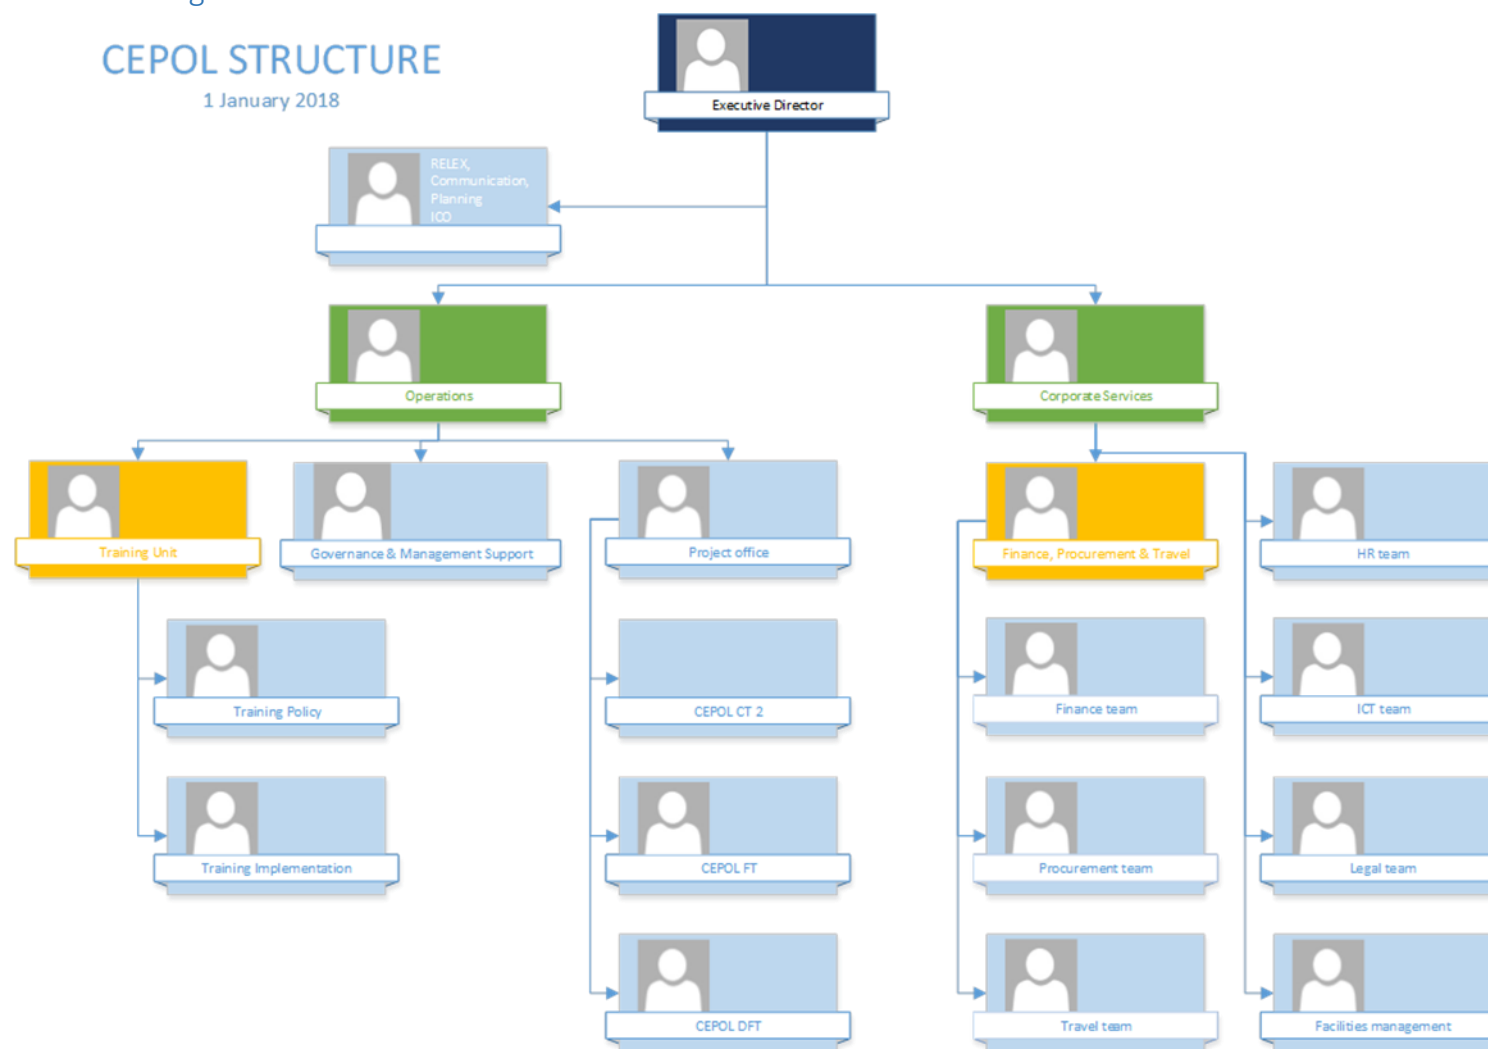 CEPOL STRUCTURE
1 January 2018
Executive Director
RELEX,
Communication,
Planning
ICO
Operations
Corporate Services
Training Unit
Governance & Management Support
Project office
Finance, Procurement & Travel
HR team
Training Policy
CEPOL CT 2
Finance team
ICT team
Training Implementation
CEPOL FT
Procurement team
Legal team
CEPOL DFT
Travel team
Facilities management